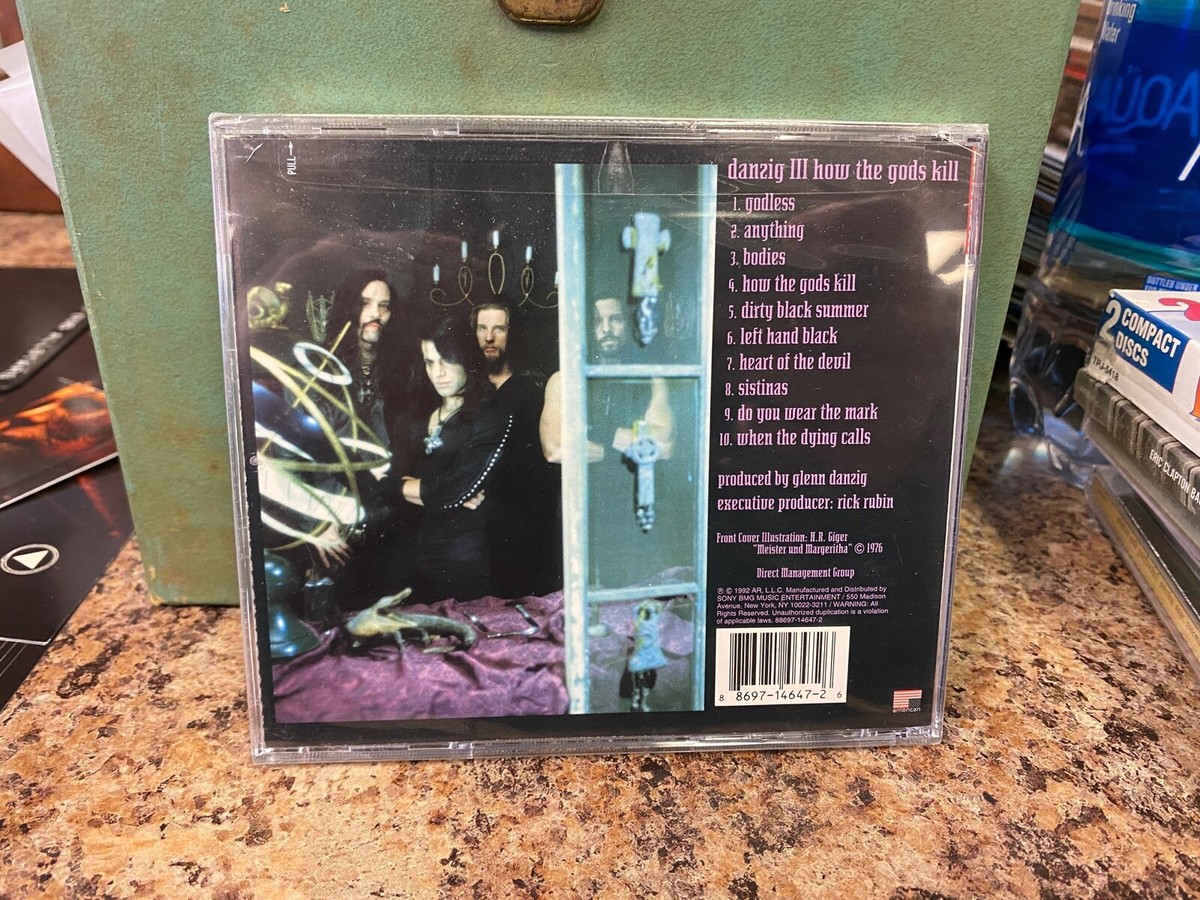 PULL→
danzig III how the gods kill
1. godless
2. anything
3. bodies
4. how the gods kill
5. dirty black summer
6. left hand black
7. heart of the devil
8. sistinas
9. do you wear the mark
10. when the dying calls
produced by glenn danzig
executive producer: rick rubin
Front Cover Illustration: H.R. Giger
"Meister und Margeritha" © 1976
Direct Management Group
℗ © 1992 AR, L.L.C. Manufactured and Distributed by
SONY BMG MUSIC ENTERTAINMENT / 550 Madison
Avenue, New York, NY 10022-3211 / WARNING: All
Rights Reserved. Unauthorized duplication is a violation
of applicable laws. 88697-14647-2
8 8697-14647-2 6
american
Drinking
Water
2 COMPACT
DISCS
ERIC CLAPTON